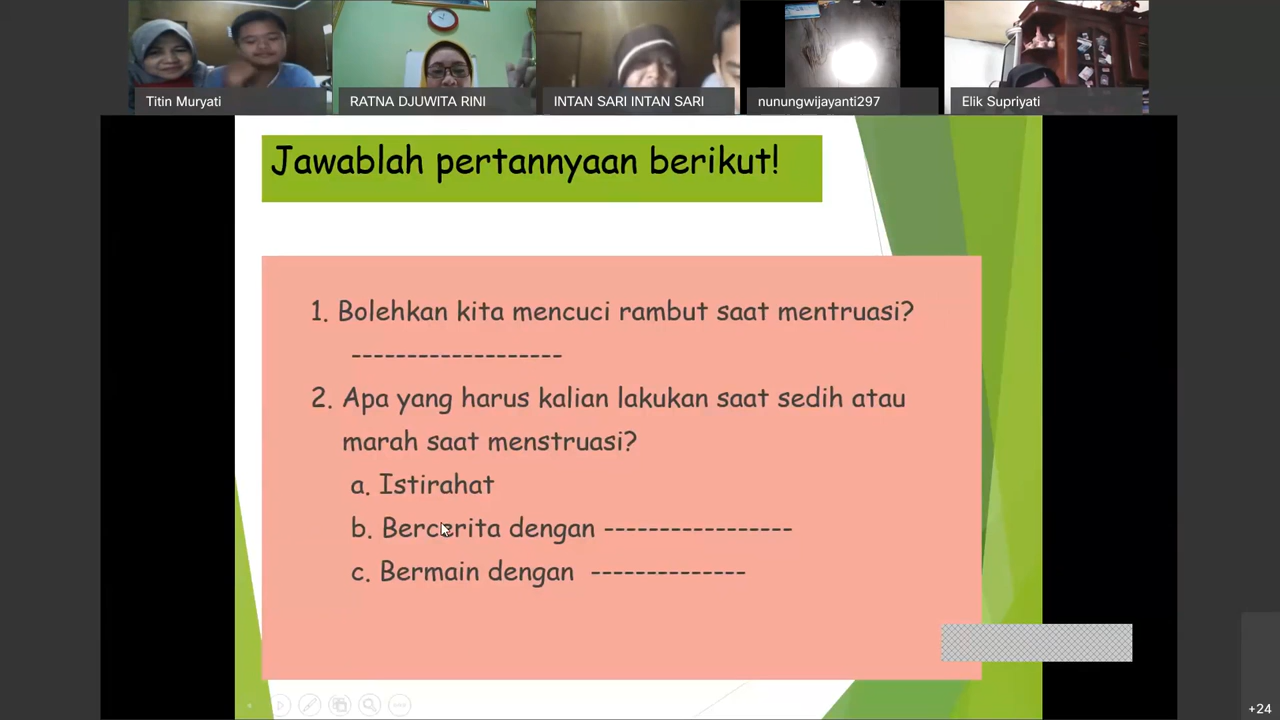 Titin Muryati
RATNA DJUWITA RINI
INTAN SARI INTAN SARI
nunungwijayanti297
Elik Supriyati
Jawablah pertannyaan berikut!
1. Bolehkan kita mencuci rambut saat mentruasi?
-------------------
2. Apa yang harus kalian lakukan saat sedih atau
marah saat menstruasi?
a. Istirahat
b. Bercerita dengan -----------------
c. Bermain dengan --------------
+24